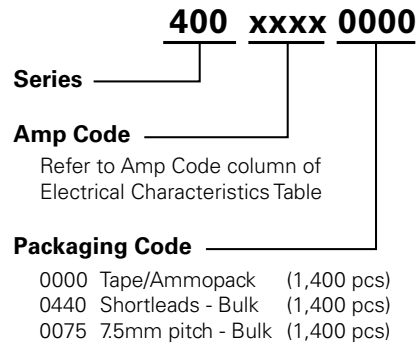 400 xxxx 0000
Series
Amp Code
Refer to Amp Code column of
Electrical Characteristics Table
Packaging Code
0000 Tape/Ammopack (1,400 pcs)
0440 Shortleads - Bulk (1,400 pcs)
0075 7.5mm pitch - Bulk (1,400 pcs)